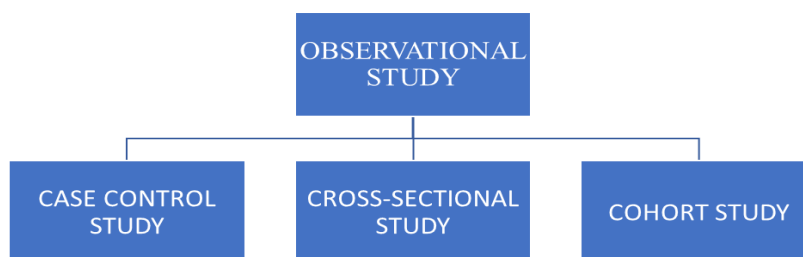 OBSERVATIONAL
STUDY
CASE CONTROL
STUDY
CROSS-SECTIONAL
STUDY
COHORT STUDY